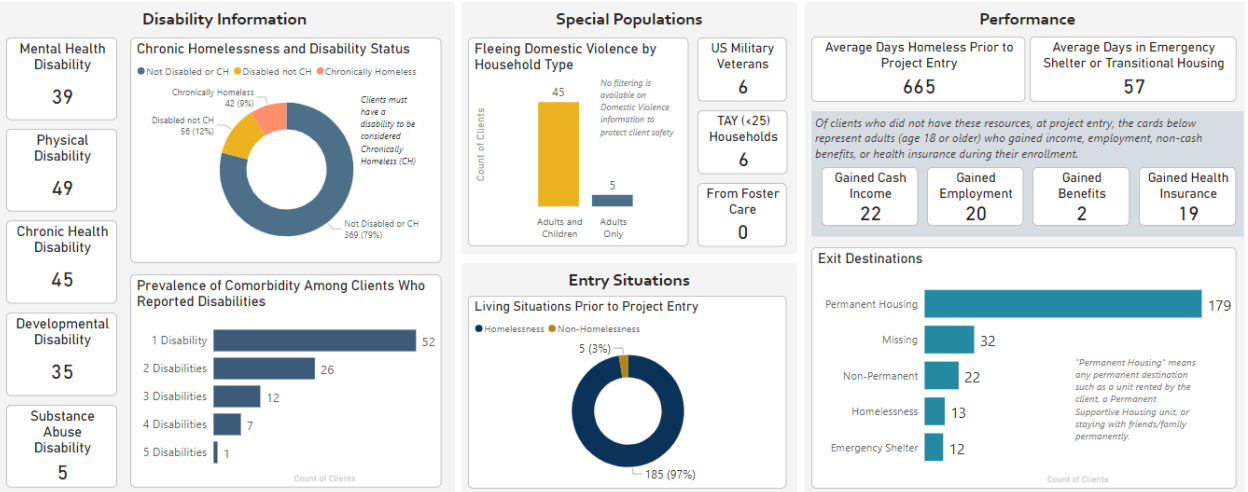 Disability Information
Mental Health
Disability
39
Physical
Disability
49
Chronic Health
Disability
45
Developmental
Disability
35
Substance
Abuse
Disability
5
Chronic Homelessness and Disability Status
Not Disabled or CH Disabled not CH Chronically Homeless
Chronically Homeless
42 (9%)
Disabled not CH
56 (12%)
Not Disabled or CH
369 (79%)
Clients must
have a
disability to be
considered
Chronically
Homeless (CH)
Prevalence of Comorbidity Among Clients Who
Reported Disabilities
1 Disability 52
2 Disabilities 26
3 Disabilities 12
4 Disabilities 7
5 Disabilities 1
Count of Clients
Special Populations
Fleeing Domestic Violence by
Household Type
Count of Clients
45
5
Adults and
Children
Adults
Only
No filtering is
available on
Domestic Violence
information to
protect client safety
US Military
Veterans
6
TAY (<25)
Households
6
From Foster
Care
0
Entry Situations
Living Situations Prior to Project Entry
Homelessness Non-Homelessness
5 (3%)
185 (97%)
Performance
Average Days Homeless Prior to
Project Entry
665
Average Days in Emergency
Shelter or Transitional Housing
57
Of clients who did not have these resources, at project entry, the cards below
represent adults (age 18 or older) who gained income, employment, non-cash
benefits, or health insurance during their enrollment.
Gained Cash
Income
22
Gained
Employment
20
Gained
Benefits
2
Gained Health
Insurance
19
Exit Destinations
Permanent Housing 179
Missing 32
Non-Permanent 22
Homelessness 13
Emergency Shelter 12
"Permanent Housing" means
any permanent destination
such as a unit rented by the
client, a Permanent
Supportive Housing unit, or
staying with friends/family
permanently.
Count of Clients